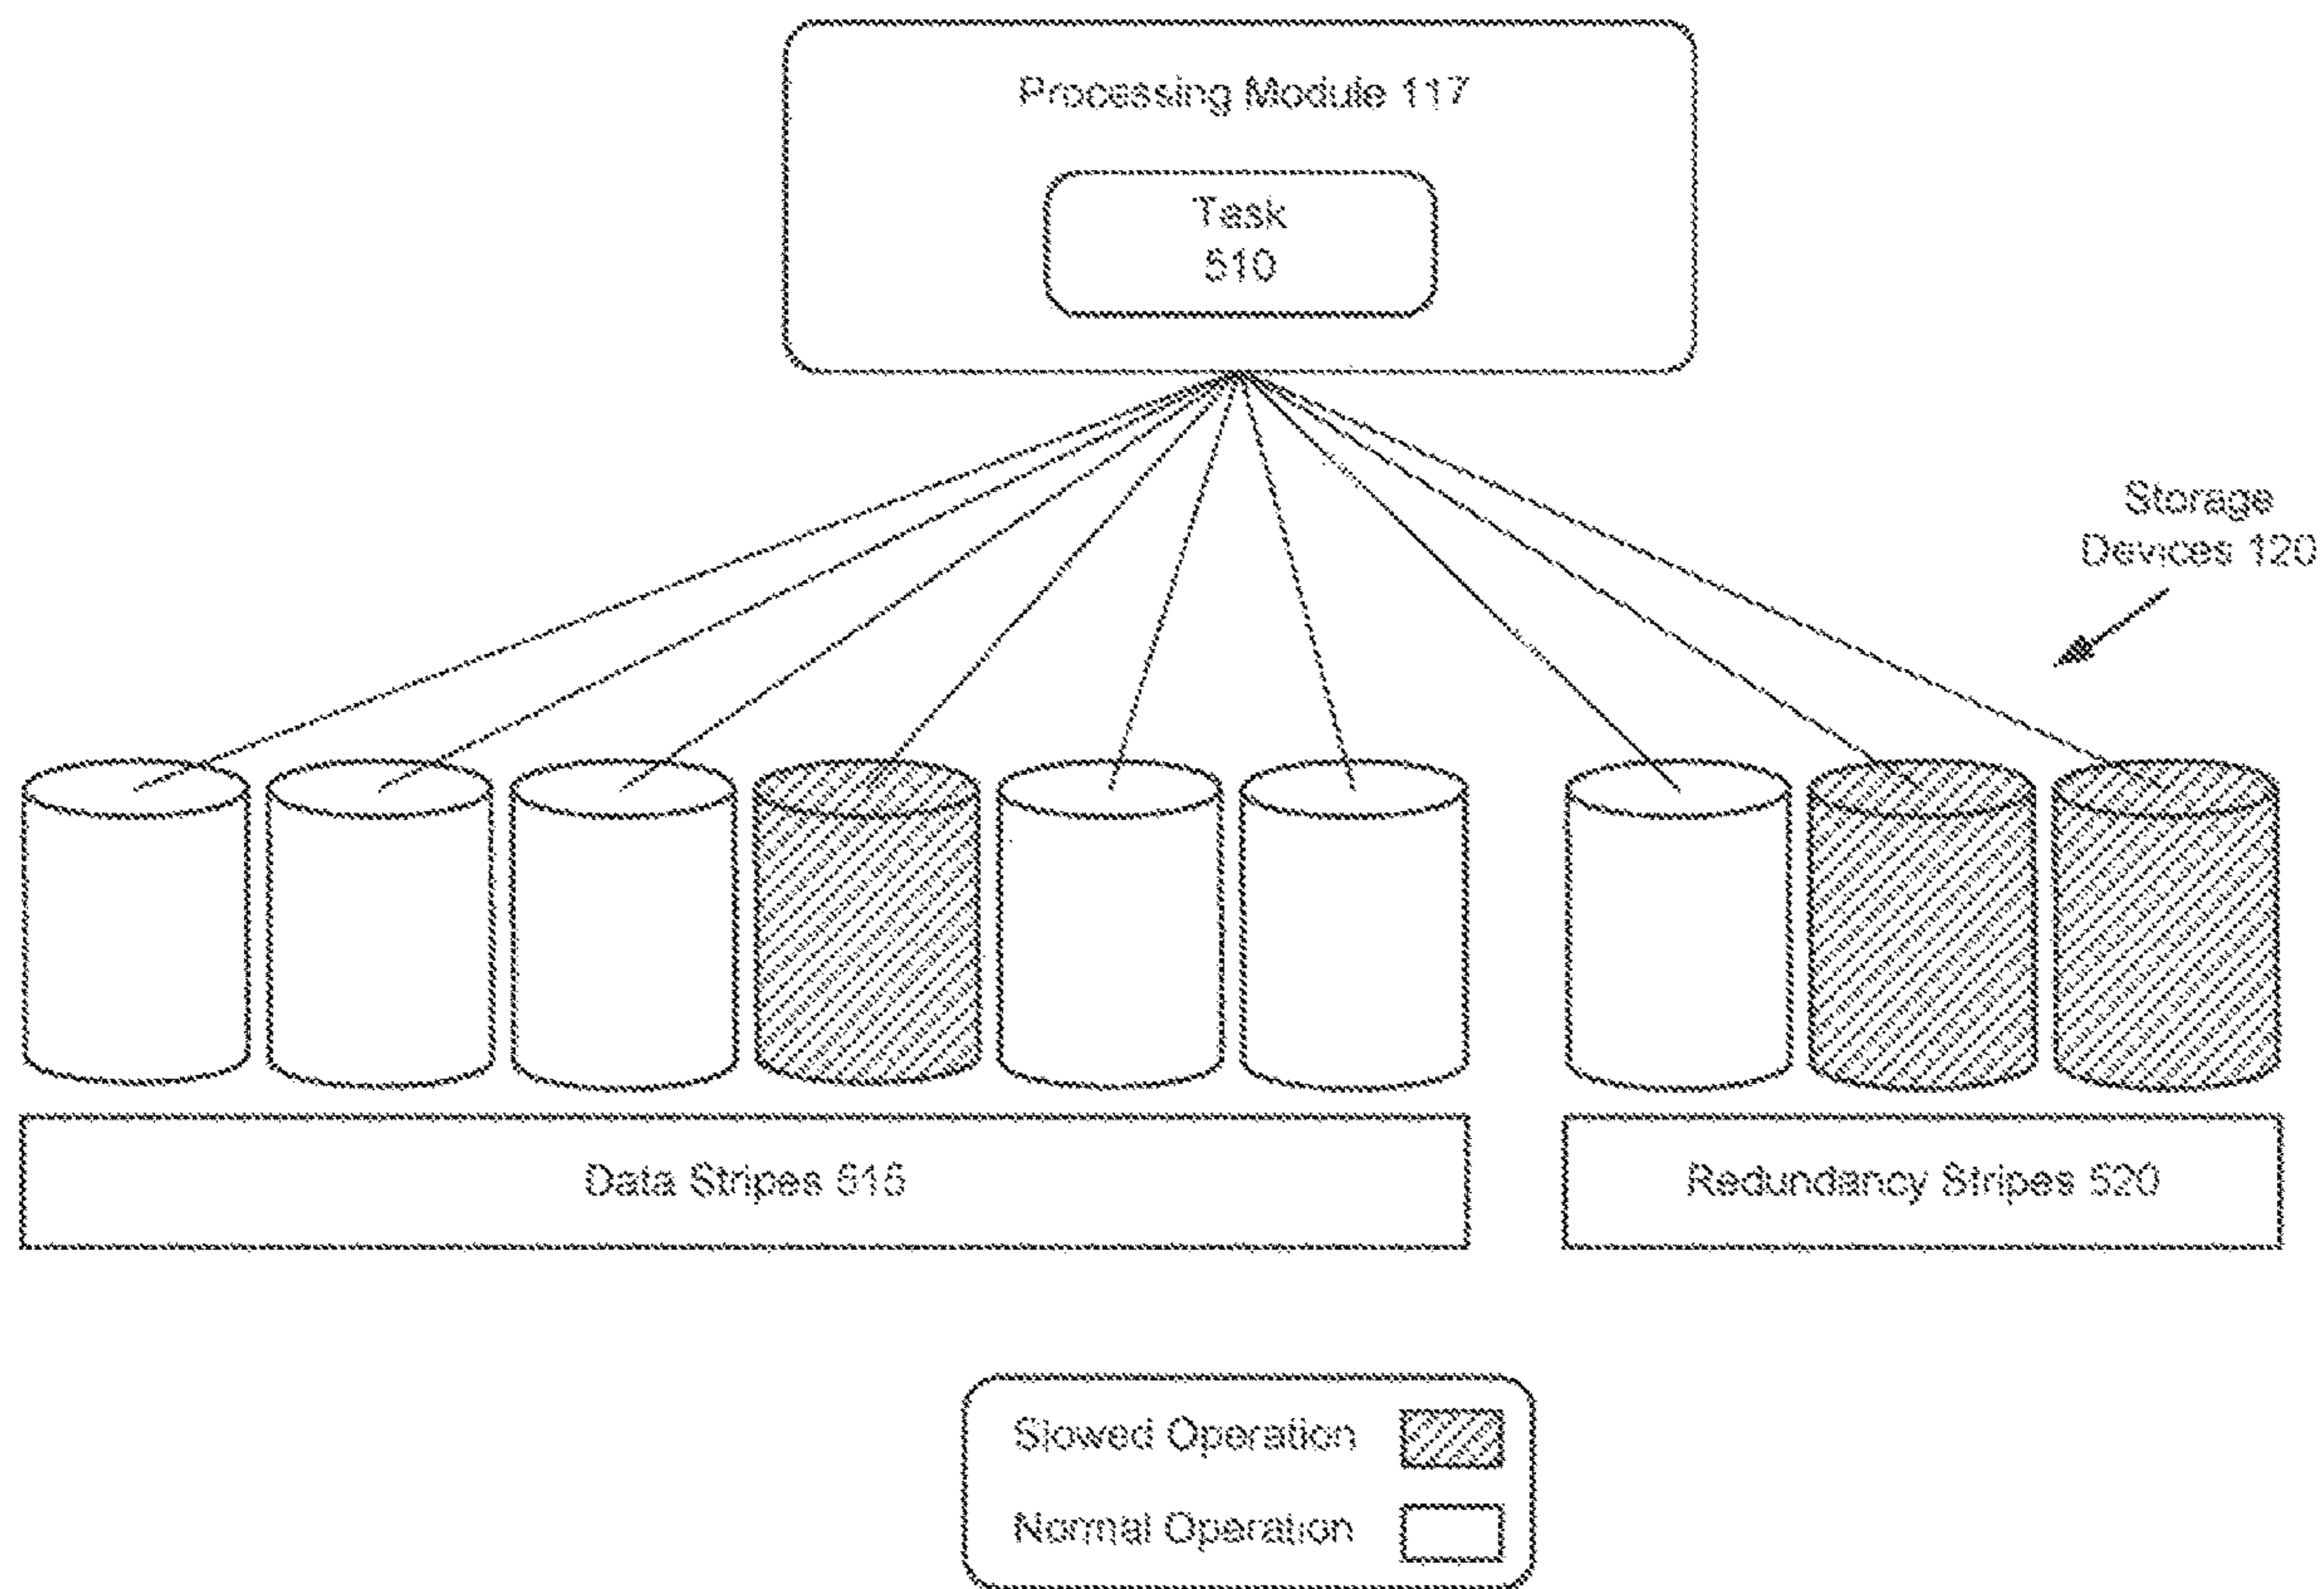 Processing Module 117
Task
510
Storage
Devices 120
Data Stripes 515
Redundancy Stripes 520
Slowed Operation
Normal Operation